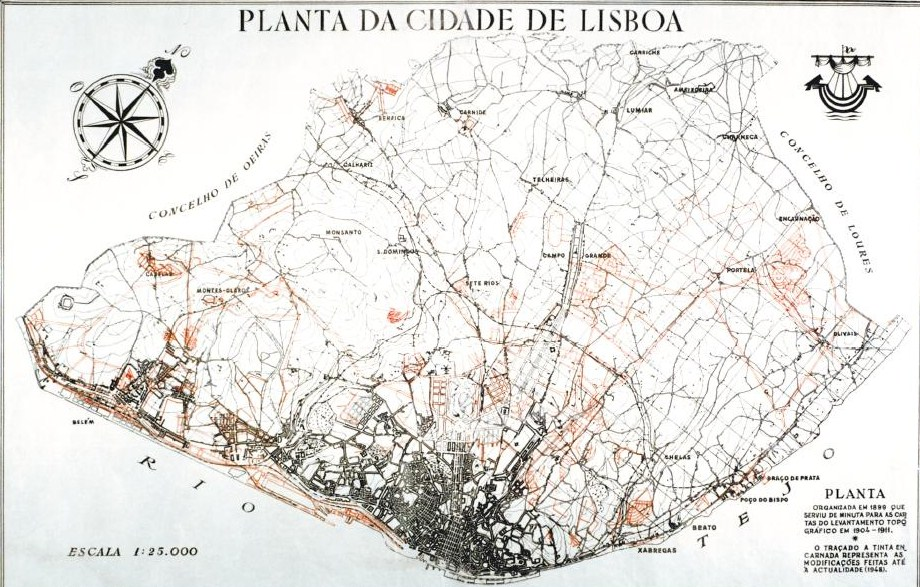 PLANTA DA CIDADE DE LISBOA
NO
O
S
CONCELHO DE OEIRAS
CONCELHO DE LOURES
CARRICHE
AMEIXOEIRA
LUMIAR
CHARNECA
CARNIDE
BENFICA
CALHARIZ
TELHEIRAS
ENCARNAÇÃO
MONSANTO
S. DOMINGOS
CAMPO GRANDE
PORTELA
CASELAS
MONTES-CLAROS
SETE RIOS
OLIVAIS
BELÉM
CHELAS
BRAÇO DE PRATA
POÇO DO BISPO
BEATO
XABREGAS
RIO TEJO
ESCALA 1:25.000
PLANTA
ORGANIZADA EM 1899 QUE
SERVIU DE MINUTA PARA AS CAR
TAS DO LEVANTAMENTO TOPO
GRÁFICO EM 1904-1911.
O TRAÇADO A TINTA EN
CARNADA REPRESENTA AS
MODIFICAÇÕES FEITAS ATÉ
À ACTUALIDADE (1948).